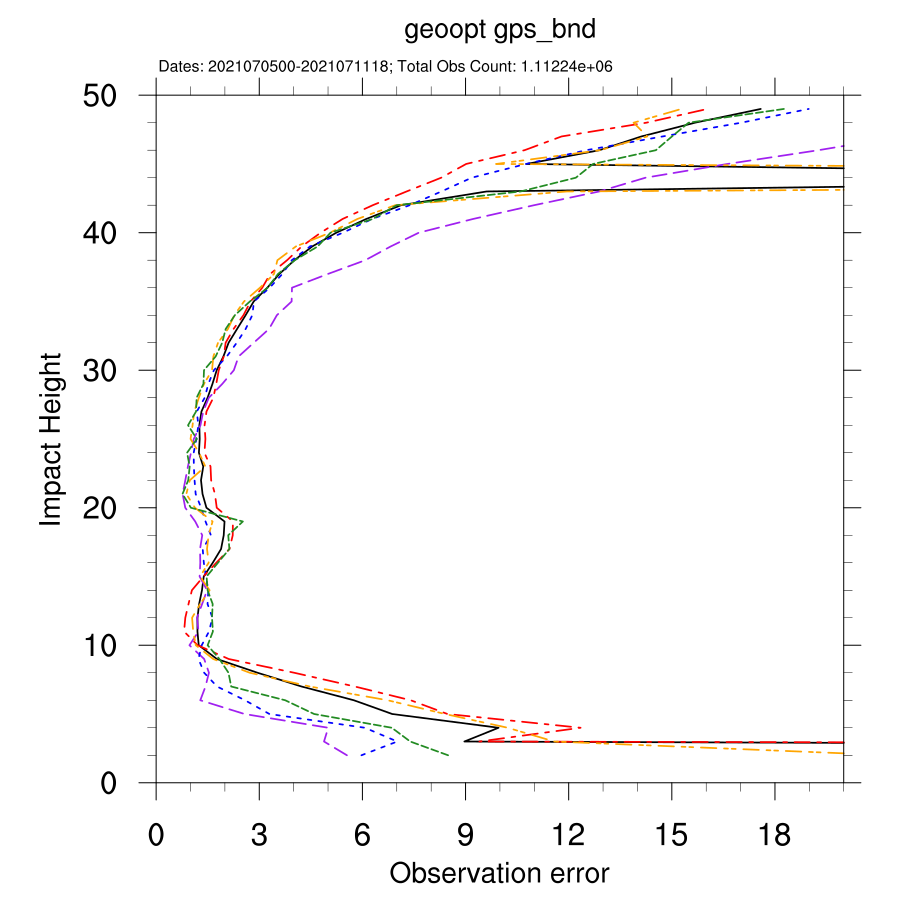 geoopt gps_bnd
Dates: 2021070500-2021071118; Total Obs Count: 1.11224e+06
50
40
30
20
10
0
Impact Height
0 3 6 9 12 15 18
Observation error